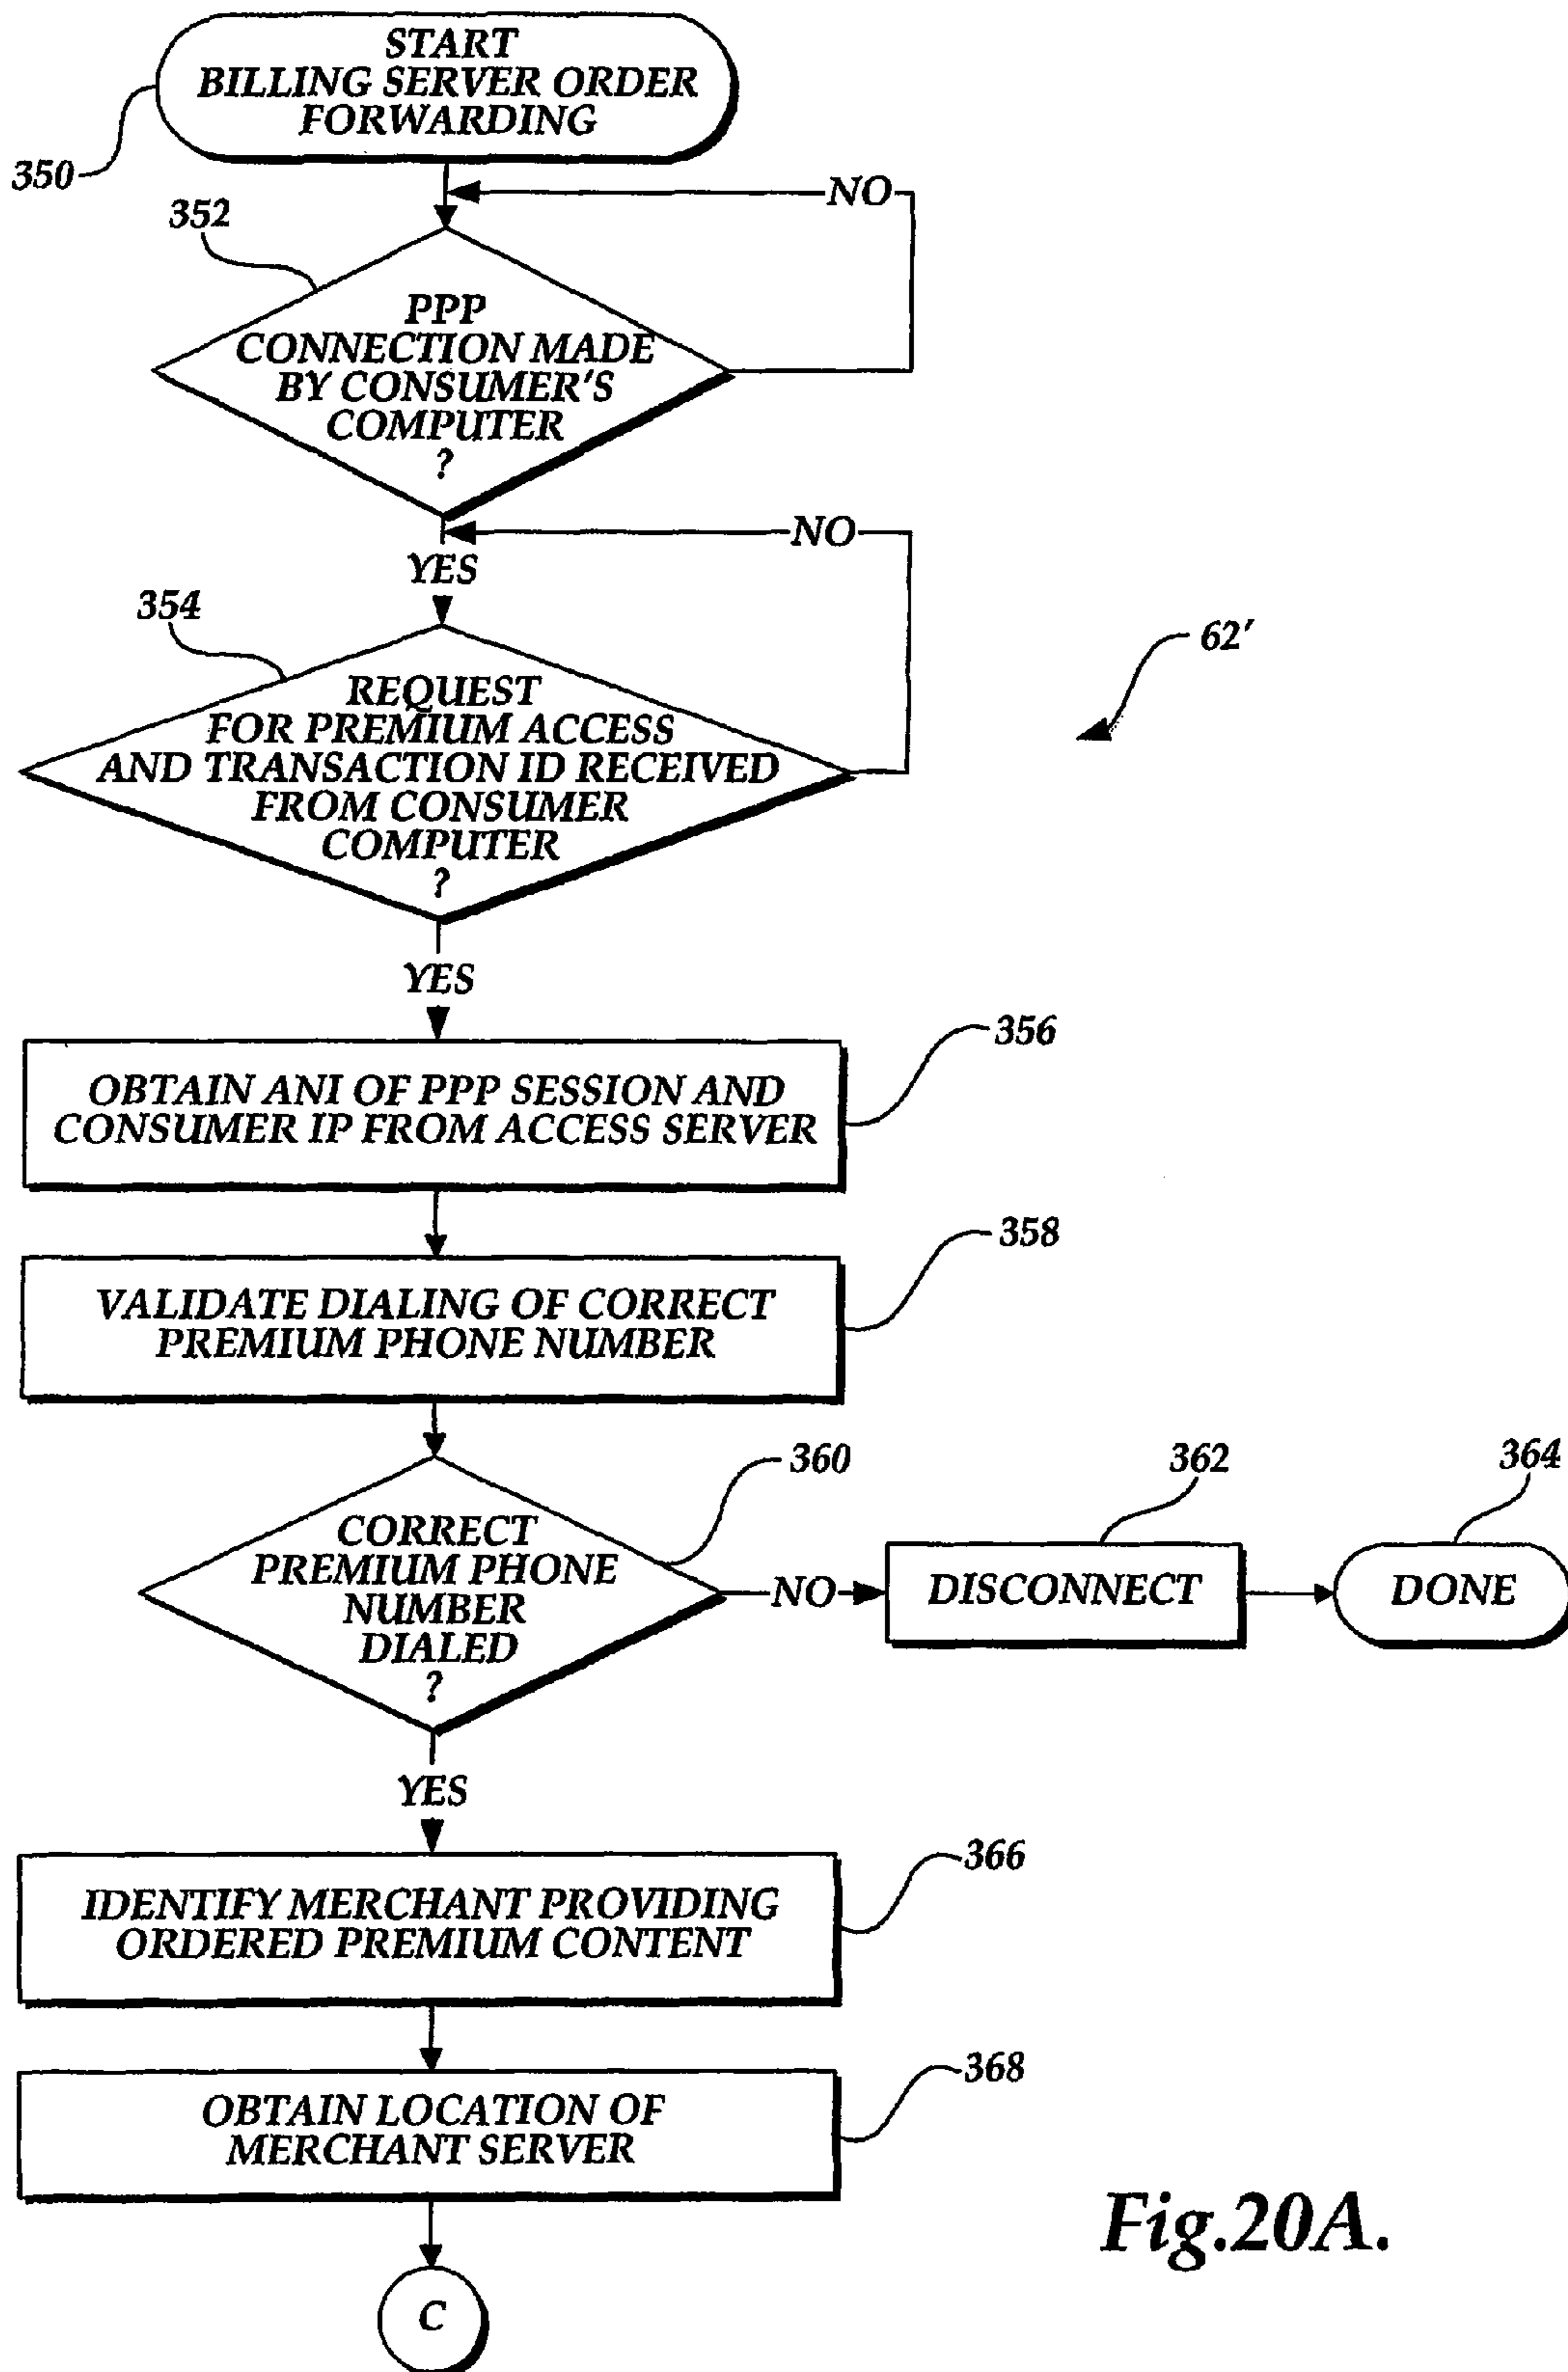 START
BILLING SERVER ORDER
FORWARDING
350
NO
352
PPP
CONNECTION MADE
BY CONSUMER'S
COMPUTER
?
NO
YES
354
62'
REQUEST
FOR PREMIUM ACCESS
AND TRANSACTION ID RECEIVED
FROM CONSUMER
COMPUTER
?
YES
356
OBTAIN ANI OF PPP SESSION AND
CONSUMER IP FROM ACCESS SERVER
358
VALIDATE DIALING OF CORRECT
PREMIUM PHONE NUMBER
360
362
364
CORRECT
PREMIUM PHONE
NUMBER
DIALED
?
NO
DISCONNECT
DONE
YES
366
IDENTIFY MERCHANT PROVIDING
ORDERED PREMIUM CONTENT
368
OBTAIN LOCATION OF
MERCHANT SERVER
Fig.20A.
C